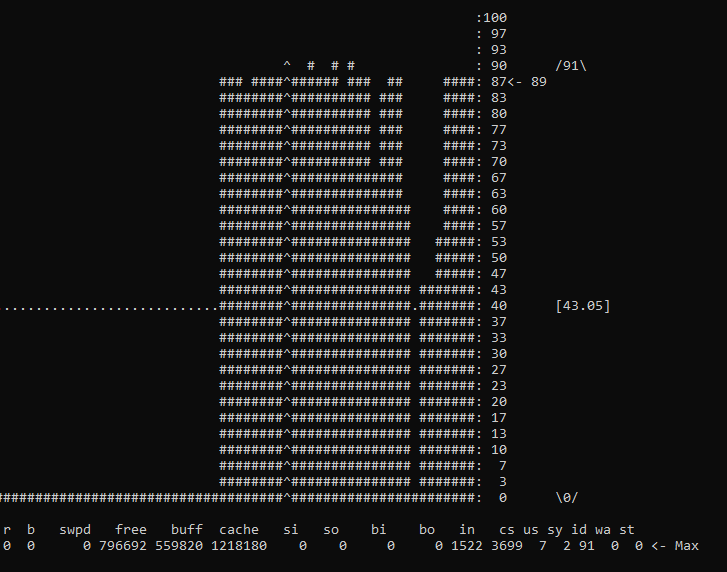 :100
: 97
: 93
^  #  # #               : 90      /91\
### ####^###### ###  ##     ####: 87<- 89
########^########## ###     ####: 83
########^########## ###     ####: 80
########^########## ###     ####: 77
########^########## ###     ####: 73
########^########## ###     ####: 70
########^##############     ####: 67
########^##############     ####: 63
########^###############    ####: 60
########^###############    ####: 57
########^###############   #####: 53
########^###############   #####: 50
########^###############   #####: 47
########^############### #######: 43
...........................########^###############.#######: 40      [43.05]
########^############### #######: 37
########^############### #######: 33
########^############### #######: 30
########^############### #######: 27
########^############### #######: 23
########^############### #######: 20
########^############### #######: 17
########^############### #######: 13
########^############### #######: 10
########^############### #######:  7
########^############### #######:  3
###################################^#######################:  0      \0/
r  b   swpd   free   buff  cache   si   so    bi    bo   in   cs us sy id wa st
0  0      0 796692 559820 1218180    0    0     0     0 1522 3699  7  2 91  0  0 <- Max